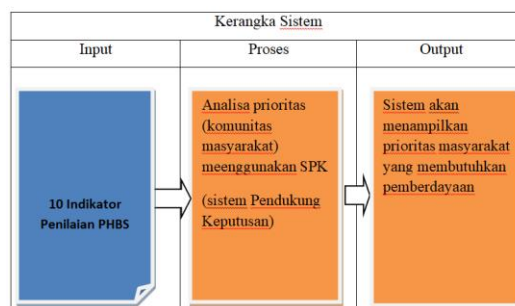 Kerangka Sistem
Input
Proses
Output
10 Indikator
Penilaian PHBS
Analisa prioritas
(komunitas
masyarakat)
meenggunakan SPK
(sistem Pendukung
Keputusan)
Sistem akan
menampilkan
prioritas masyarakat
yang membutuhkan
pemberdayaan